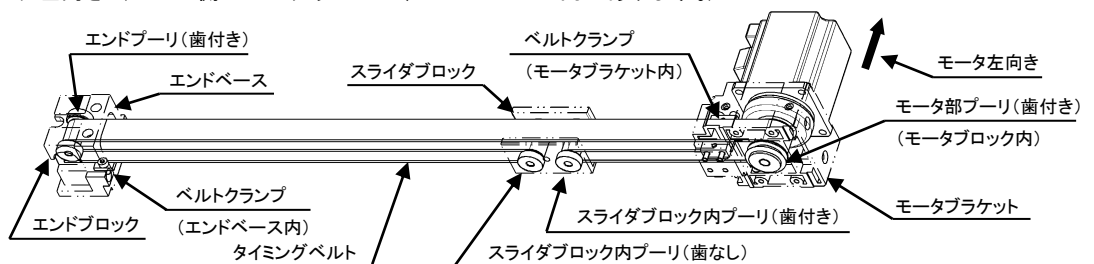 エンドプーリ(歯付き)
エンドベース
スライダブロック
ベルトクランプ
(モータブラケット内)
モータ左向き
モータ部プーリ(歯付き)
(モータブロック内)
モータブラケット
スライダブロック内プーリ(歯付き)
スライダブロック内プーリ(歯なし)
ベルトクランプ
(エンドベース内)
エンドブロック
タイミングベルト